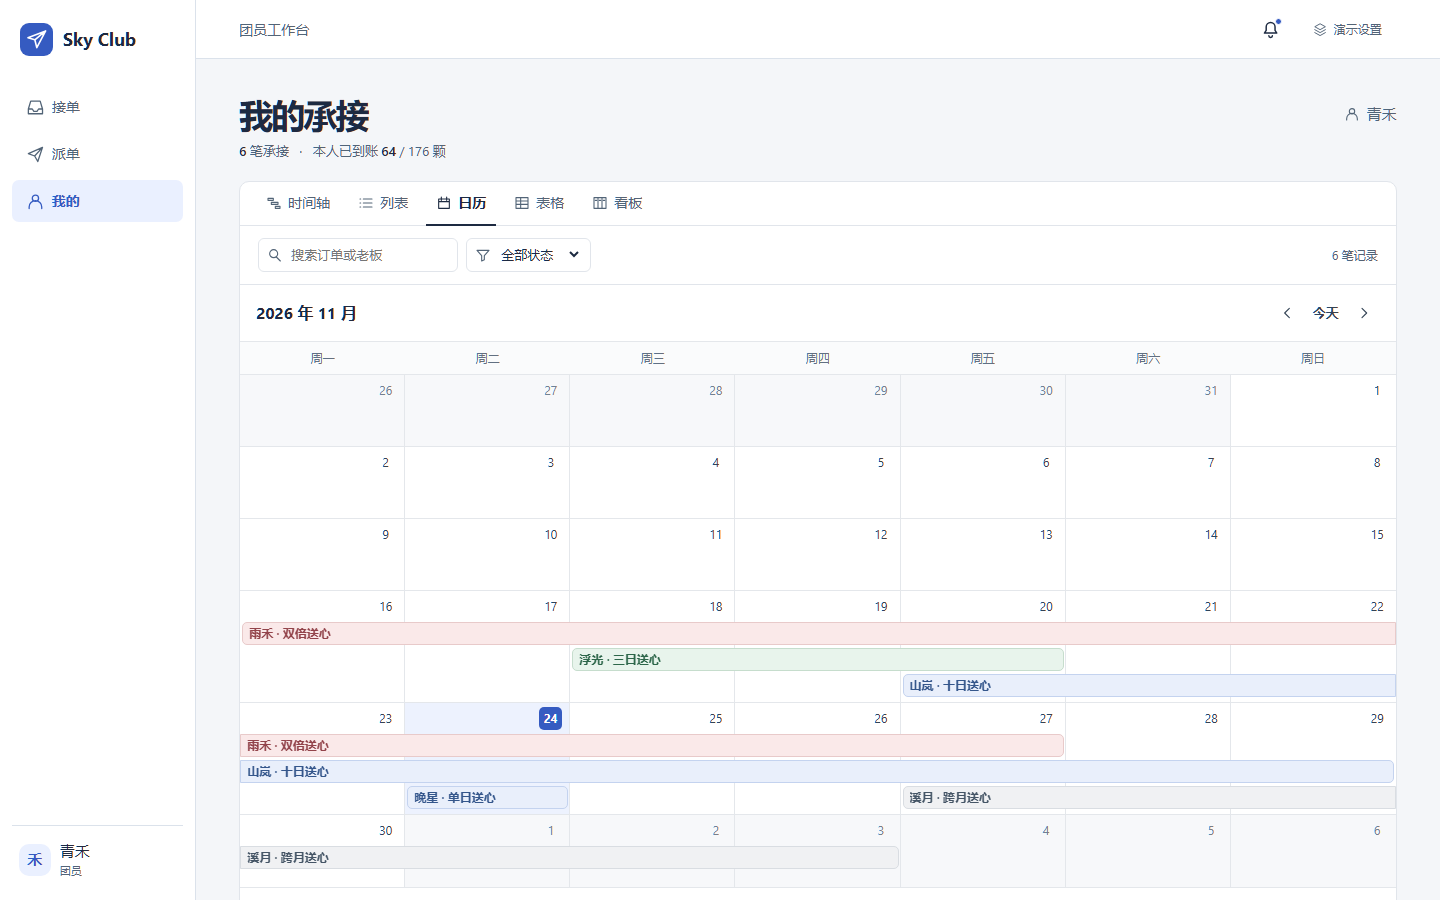 Sky Club
团员工作台
演示设置
接单
派单
我的
我的承接
青禾
6 笔承接 · 本人已到账 64 / 176 颗
时间轴 列表 日历 表格 看板
搜索订单或老板 全部状态 6 笔记录
2026 年 11 月 今天
周一 周二 周三 周四 周五 周六 周日
26 27 28 29 30 31 1
2 3 4 5 6 7 8
9 10 11 12 13 14 15
16 17 18 19 20 21 22
雨禾 · 双倍送心
浮光 · 三日送心
山岚 · 十日送心
23 24 25 26 27 28 29
雨禾 · 双倍送心
山岚 · 十日送心
晚星 · 单日送心 溪月 · 跨月送心
30 1 2 3 4 5 6
溪月 · 跨月送心
禾 青禾
团员